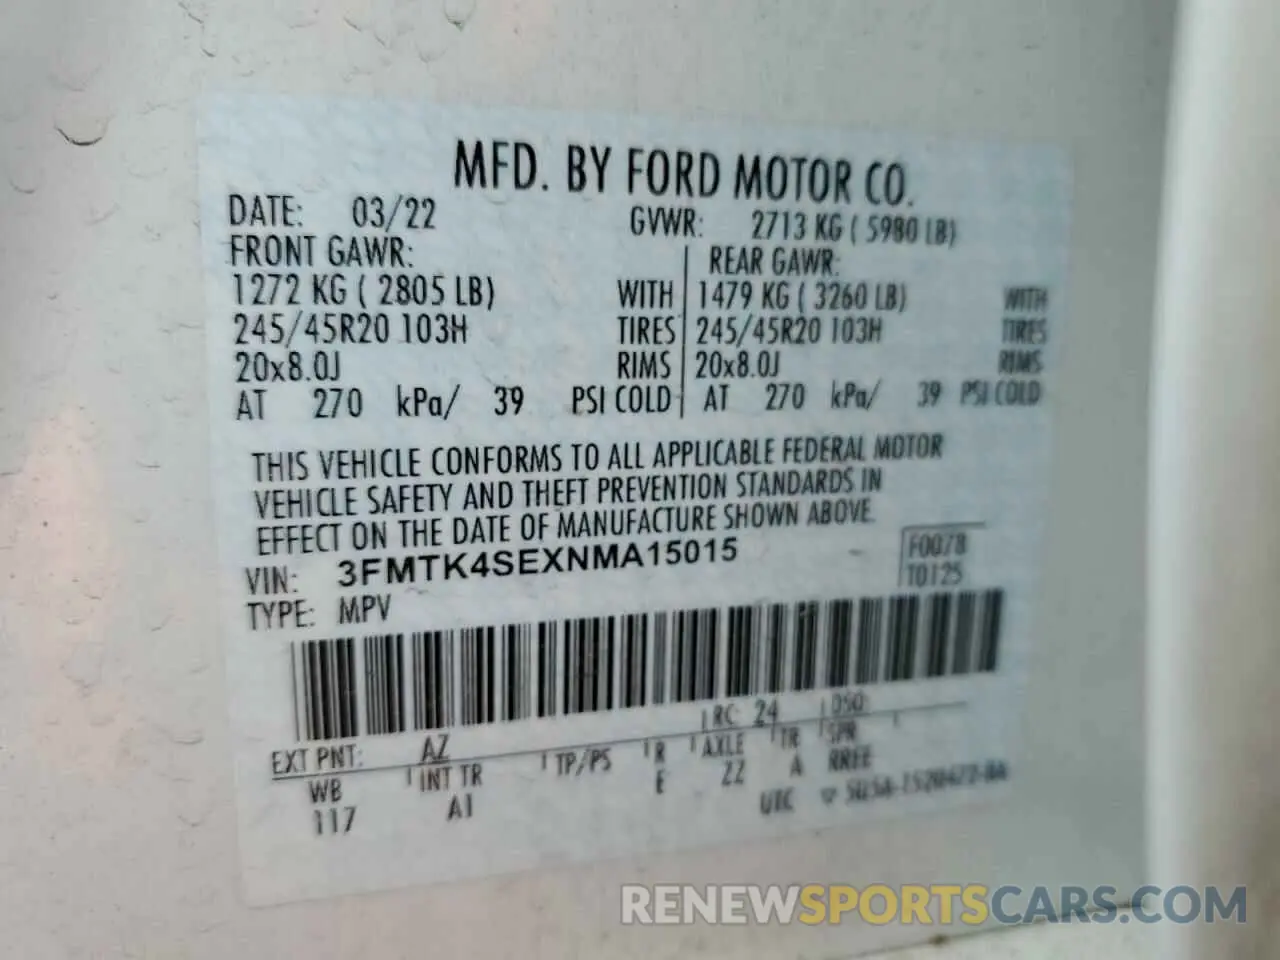 MFD. BY FORD MOTOR CO.
DATE: 03/22 GVWR: 2713 KG ( 5980 LB)
FRONT GAWR: REAR GAWR:
1272 KG ( 2805 LB) WITH 1479 KG ( 3260 LB) WITH
245/45R20 103H TIRES 245/45R20 103H TIRES
20x8.0J RIMS 20x8.0J RIMS
AT 270 kPa/ 39 PSI COLD AT 270 kPa/ 39 PSI COLD
THIS VEHICLE CONFORMS TO ALL APPLICABLE FEDERAL MOTOR
VEHICLE SAFETY AND THEFT PREVENTION STANDARDS IN
EFFECT ON THE DATE OF MANUFACTURE SHOWN ABOVE.
VIN: 3FMTK4SEXNMA15015 F0078
TYPE: MPV T0125
EXT PNT: AZ RC: 24 DSO:
WB INT TR TP/PS R AXLE TR SPR
117 A1 E ZZ A RREE
UTC
RENEWSPORTSCARS.COM